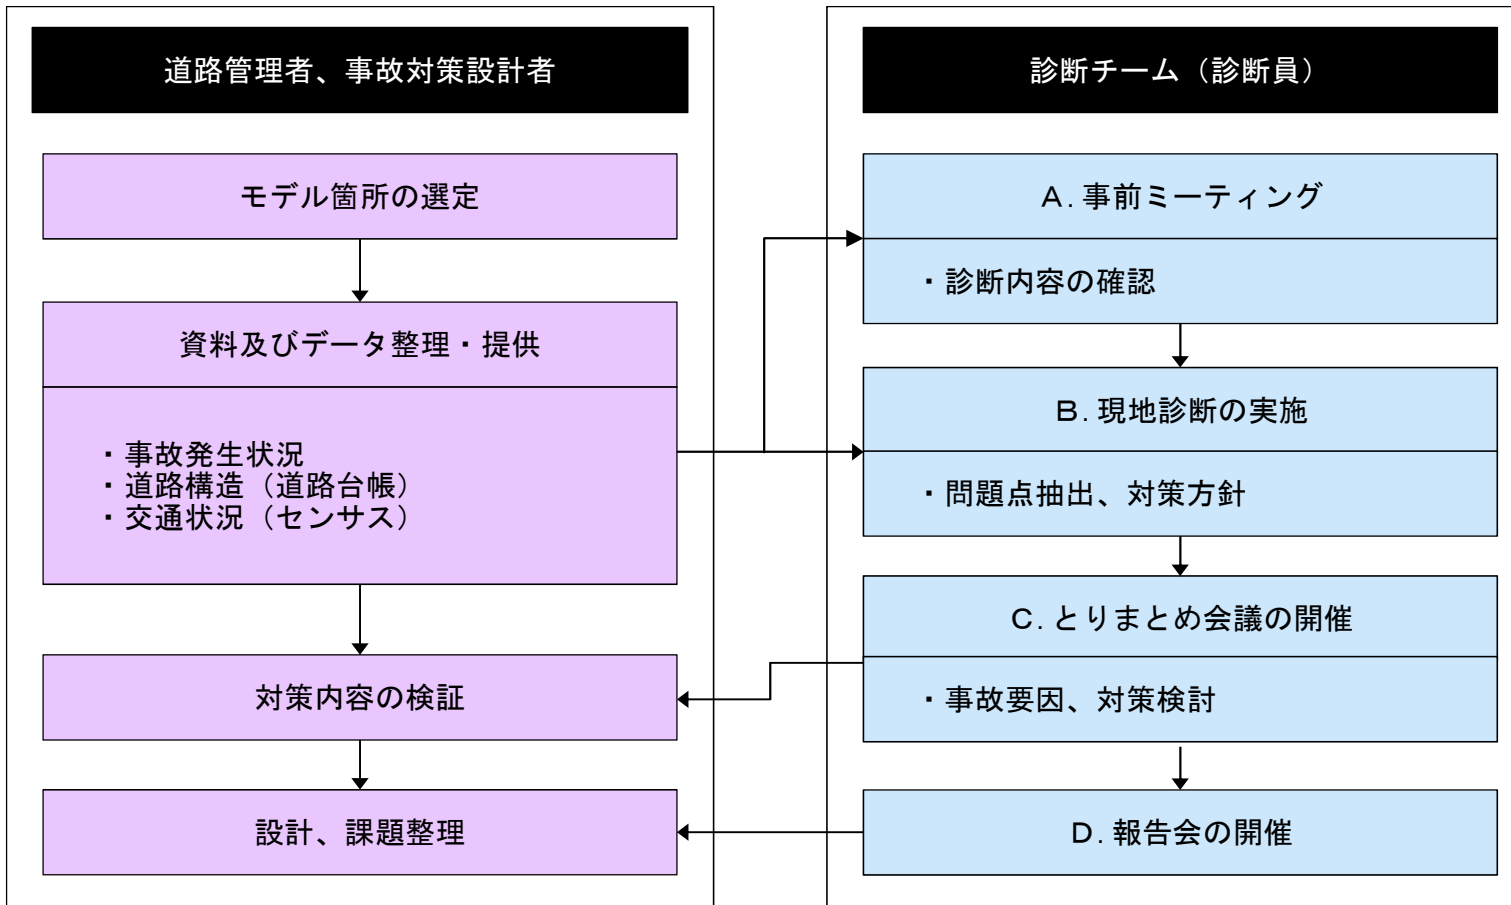 道路管理者、事故対策設計者
モデル箇所の選定
資料及びデータ整理・提供
・事故発生状況
・道路構造（道路台帳）
・交通状況（センサス）
対策内容の検証
設計、課題整理
診断チーム（診断員）
Ａ.事前ミーティング
・診断内容の確認
Ｂ.現地診断の実施
・問題点抽出、対策方針
Ｃ.とりまとめ会議の開催
・事故要因、対策検討
Ｄ.報告会の開催